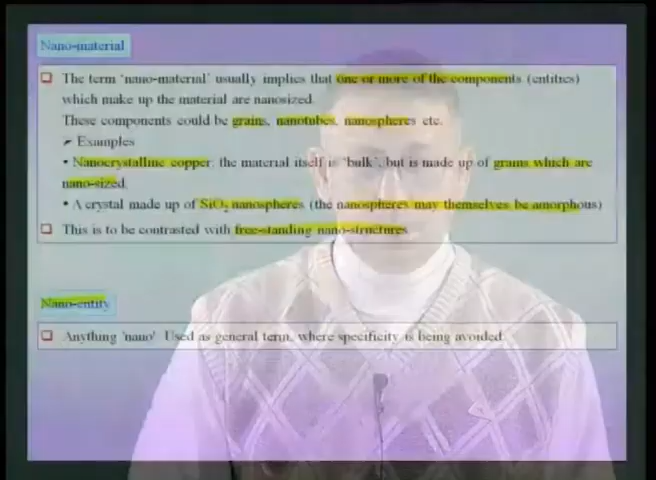 Nano-material
❑ The term 'nano-material' usually implies that one or more of the components (entities)
which make up the material are nanosized.
These components could be grains, nanotubes, nanospheres etc.
➤ Examples
• Nanocrystalline copper: the material itself is 'bulk', but is made up of grains which are
nano-sized.
• A crystal made up of SiO₂ nanospheres (the nanospheres may themselves be amorphous)
❑ This is to be contrasted with free-standing nano-structures
Nano-entity
❑ Anything 'nano' Used as general term, where specificity is being avoided.